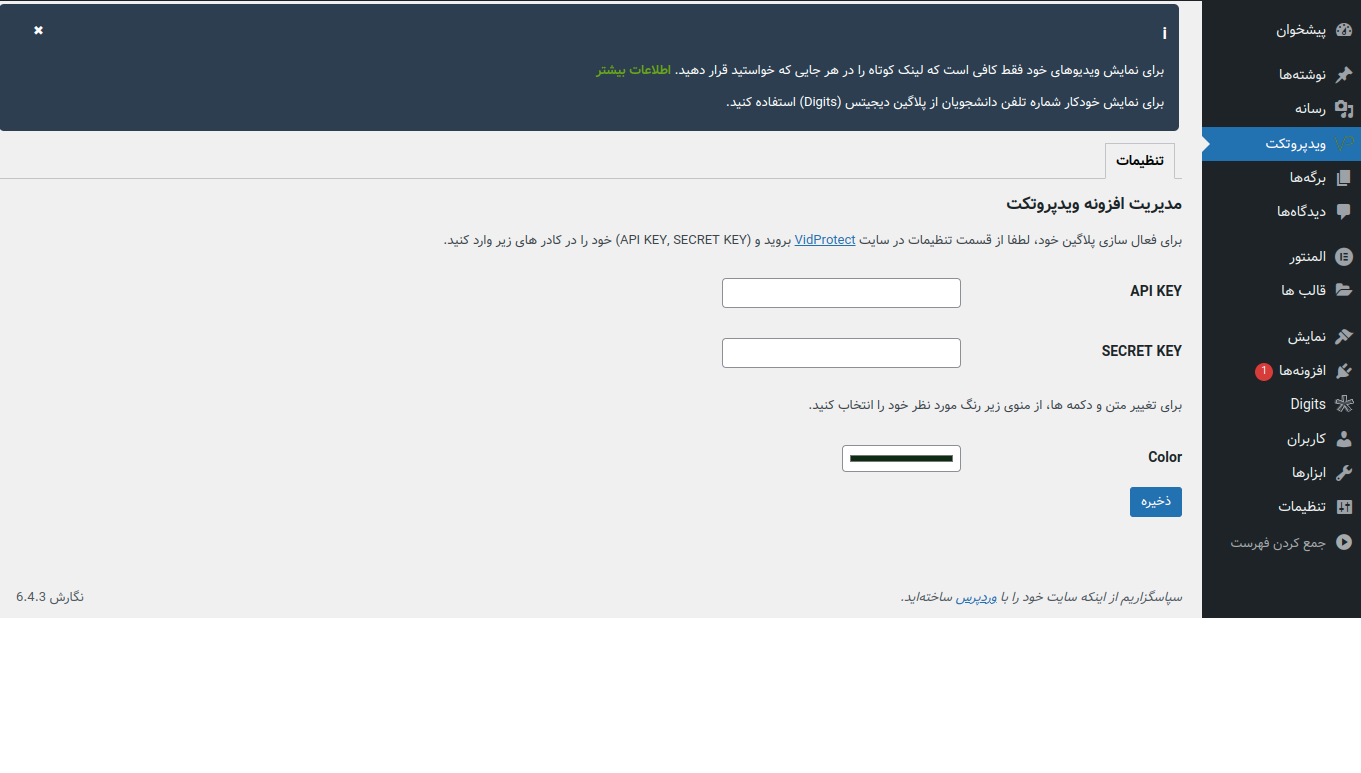 پیشخوان
نوشته‌ها
رسانه
ویدپروتکت
برگه‌ها
دیدگاه‌ها
المنتور
قالب ها
نمایش
افزونه‌ها 1
Digits
کاربران
ابزارها
تنظیمات
جمع کردن فهرست
i
✖
برای نمایش ویدیوهای خود فقط کافی است که لینک کوتاه را در هر جایی که خواستید قرار دهید. اطلاعات بیشتر
برای نمایش خودکار شماره تلفن دانشجویان از پلاگین دیجیتس (Digits) استفاده کنید.
تنظیمات
مدیریت افزونه ویدپروتکت
برای فعال سازی پلاگین خود، لطفا از قسمت تنظیمات در سایت VidProtect بروید و (API KEY, SECRET KEY) خود را در کادر های زیر وارد کنید.
API KEY
SECRET KEY
برای تغییر متن و دکمه ها، از منوی زیر رنگ مورد نظر خود را انتخاب کنید.
Color
ذخیره
سپاسگزاریم از اینکه سایت خود را با وردپرس ساخته‌اید.
نگارش 6.4.3